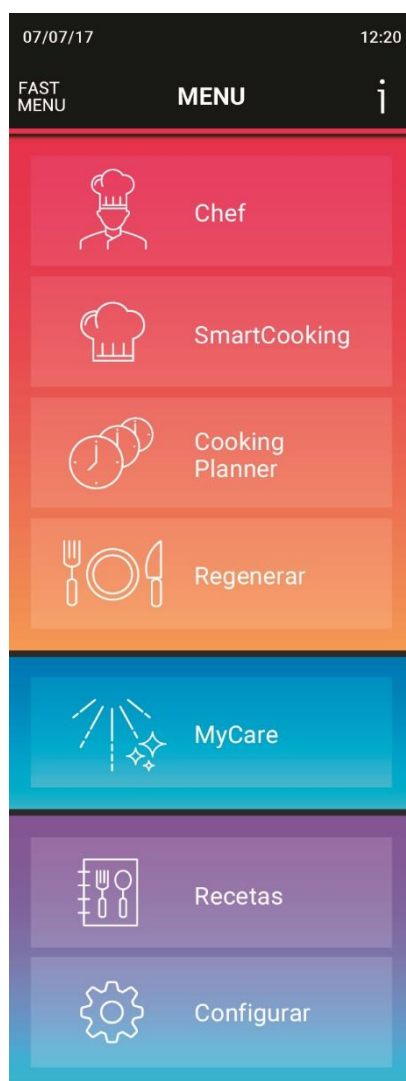 07/07/17 12:20
FAST
MENU
MENU
i
Chef
SmartCooking
Cooking
Planner
Regenerar
MyCare
Recetas
Configurar